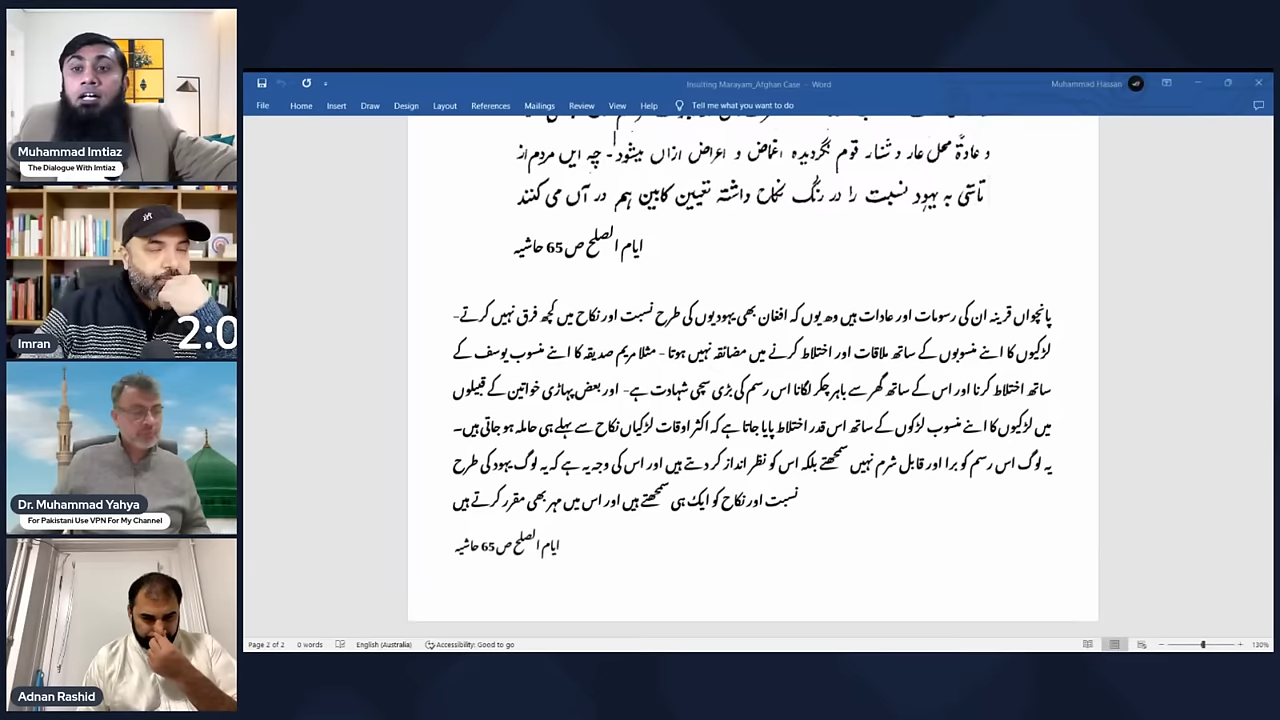 Muhammad Imtiaz
The Dialogue With Imtiaz
Imran
2:0
Dr. Muhammad Yahya
For Pakistani Use VPN For My Channel
Adnan Rashid
Insulting Marayam_Afghan Case - Word
Muhammad Hassan
File Home Insert Draw Design Layout References Mailings Review View Help Tell me what you want to do
و عادۃً محل عار و شنار قوم نگردیدہ اغماض و اعراض ازاں میشود۔ چہ ایں مردم از
تاسّی بہ یہود نسبت را در رنگ نکاح داشتہ تعیین کابین ہم در آں می کنند
ایام الصلح ص 65 حاشیہ
پانچواں قرینہ ان کی رسومات اور عادات ہیں وہ یوں کہ افغان بھی یہودیوں کی طرح نسبت اور نکاح میں کچھ فرق نہیں کرتے-
لڑکیوں کا اپنے منسوبوں کے ساتھ ملاقات اور اختلاط کرنے میں مضائقہ نہیں ہوتا - مثلا مریم صدیقہ کا اپنے منسوب یوسف کے
ساتھ اختلاط کرنا اور اس کے ساتھ گھر سے باہر چکر لگانا اس رسم کی بڑی سچی شہادت ہے- اور بعض پہاڑی خواتین کے قبیلوں
میں لڑکیوں کا اپنے منسوب لڑکوں کے ساتھ اس قدر اختلاط پایا جاتا ہے کہ اکثر اوقات لڑکیاں نکاح سے پہلے ہی حاملہ ہو جاتی ہیں۔
یہ لوگ اس رسم کو برا اور قابل شرم نہیں سمجھتے بلکہ اس کو نظر انداز کر دتے ہیں اور اس کی وجہ یہ ہے کہ یہ لوگ یہود کی طرح
نسبت اور نکاح کو ایک ہی سمجھتے ہیں اور اس میں مہر بھی مقرر کرتے ہیں
ایام الصلح ص 65 حاشیہ
Page 2 of 2 0 words English (Australia) Accessibility: Good to go 130%